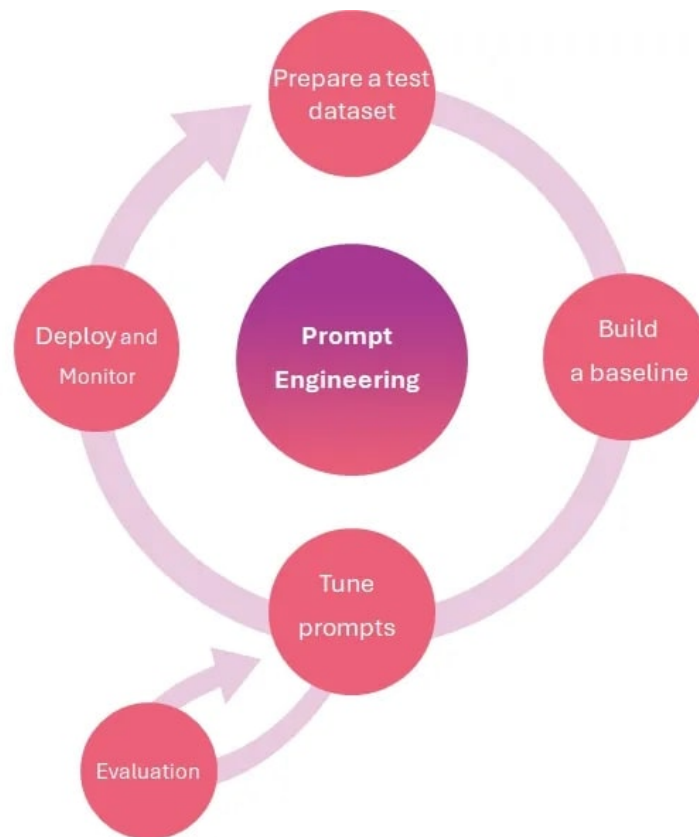 Prepare a test
dataset
Build
a baseline
Tune
prompts
Evaluation
Deploy and
Monitor
Prompt
Engineering